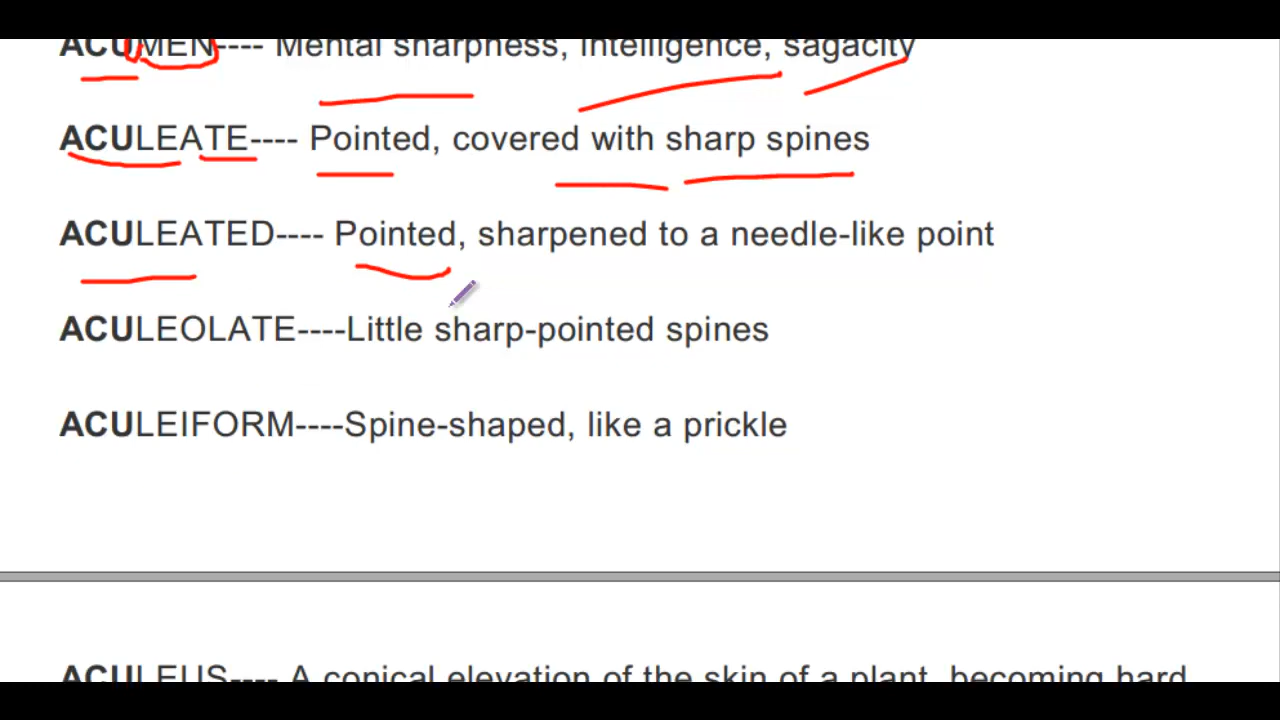 ACUMEN---- Mental sharpness, intelligence, sagacity
ACULEATE---- Pointed, covered with sharp spines
ACULEATED---- Pointed, sharpened to a needle-like point
ACULEOLATE----Little sharp-pointed spines
ACULEIFORM----Spine-shaped, like a prickle
ACULEUS---- A conical elevation of the skin of a plant, becoming hard